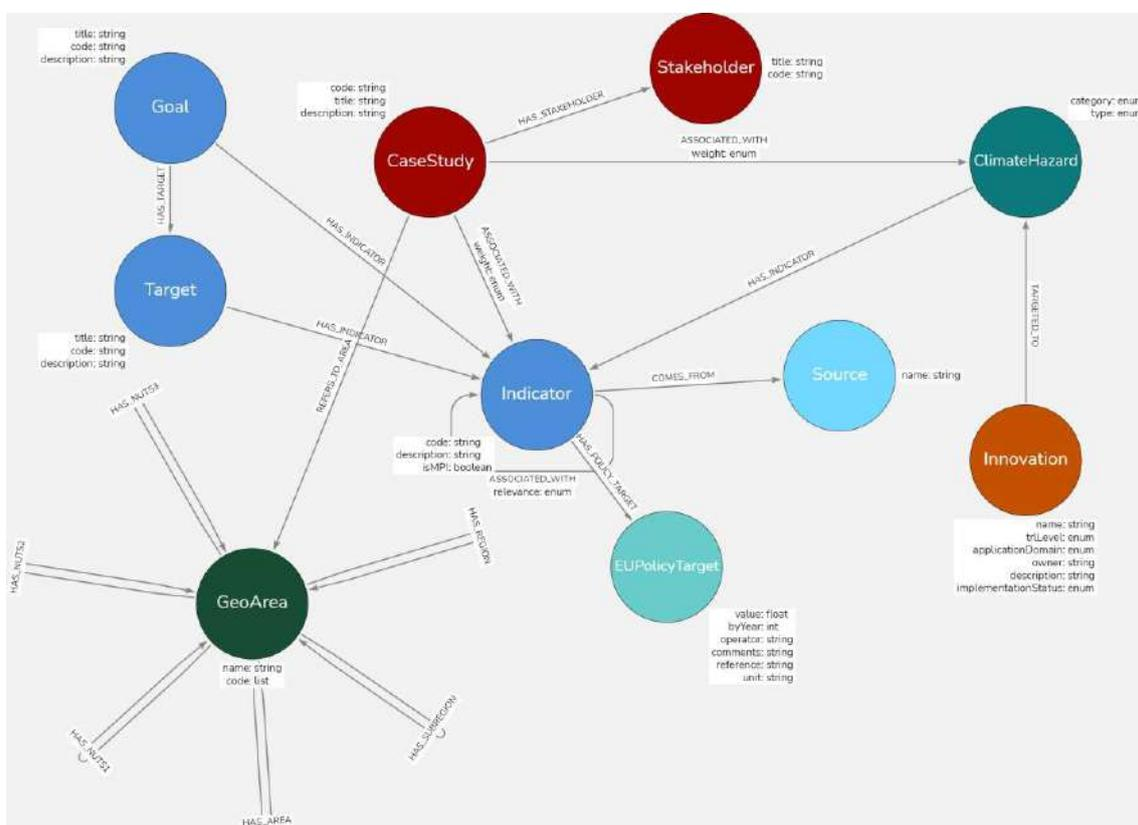 title: string
code: string
description: string
Goal
HAS_TARGET
Target
title: string
code: string
description: string
HAS_INDICATOR
HAS_INDICATOR
code: string
title: string
description: string
CaseStudy
HAS_STAKEHOLDER
Stakeholder
title: string
code: string
ASSOCIATED_WITH
weight: enum
category: enum
type: enum
ClimateHazard
ASSOCIATED_WITH
weight: enum
REFERS_TO_AREA
HAS_INDICATOR
TARGETED_TO
Indicator
code: string
description: string
isMPI: boolean
ASSOCIATED_WITH
relevance: enum
COMES_FROM
Source
name: string
HAS_POLICY_TARGET
EUPolicyTarget
value: float
byYear: int
operator: string
comments: string
reference: string
unit: string
Innovation
name: string
trlLevel: enum
applicationDomain: enum
owner: string
description: string
implementationStatus: enum
HAS_NUTS3
HAS_NUTS2
HAS_REGION
GeoArea
name: string
code: list
HAS_NUTS1
HAS_SUBREGION
HAS_AREA